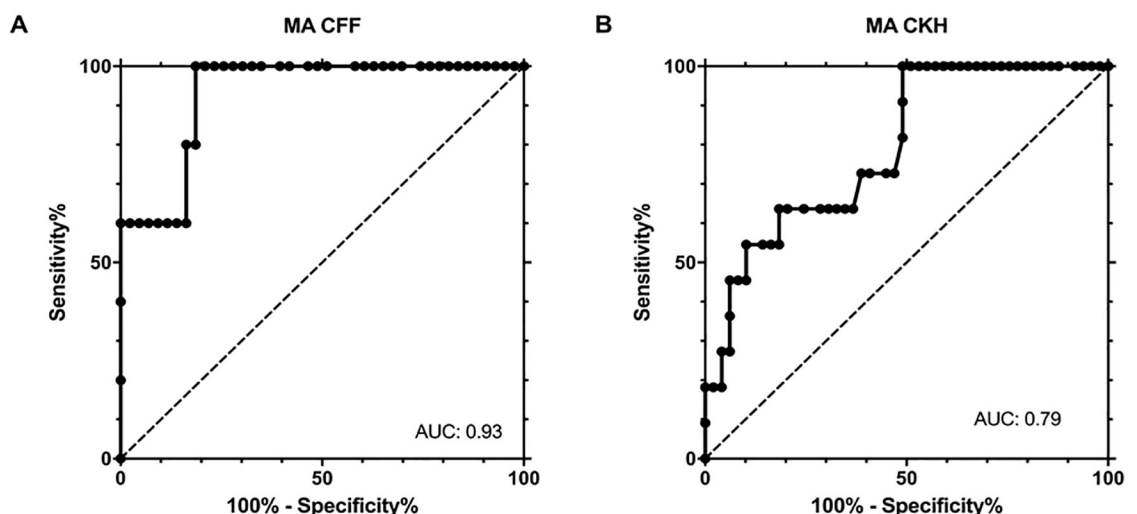 A
MA CFF
100
50
0
Sensitivity%
AUC: 0.93
0
50
100
100% - Specificity%
B
MA CKH
100
50
0
Sensitivity%
AUC: 0.79
0
50
100
100% - Specificity%